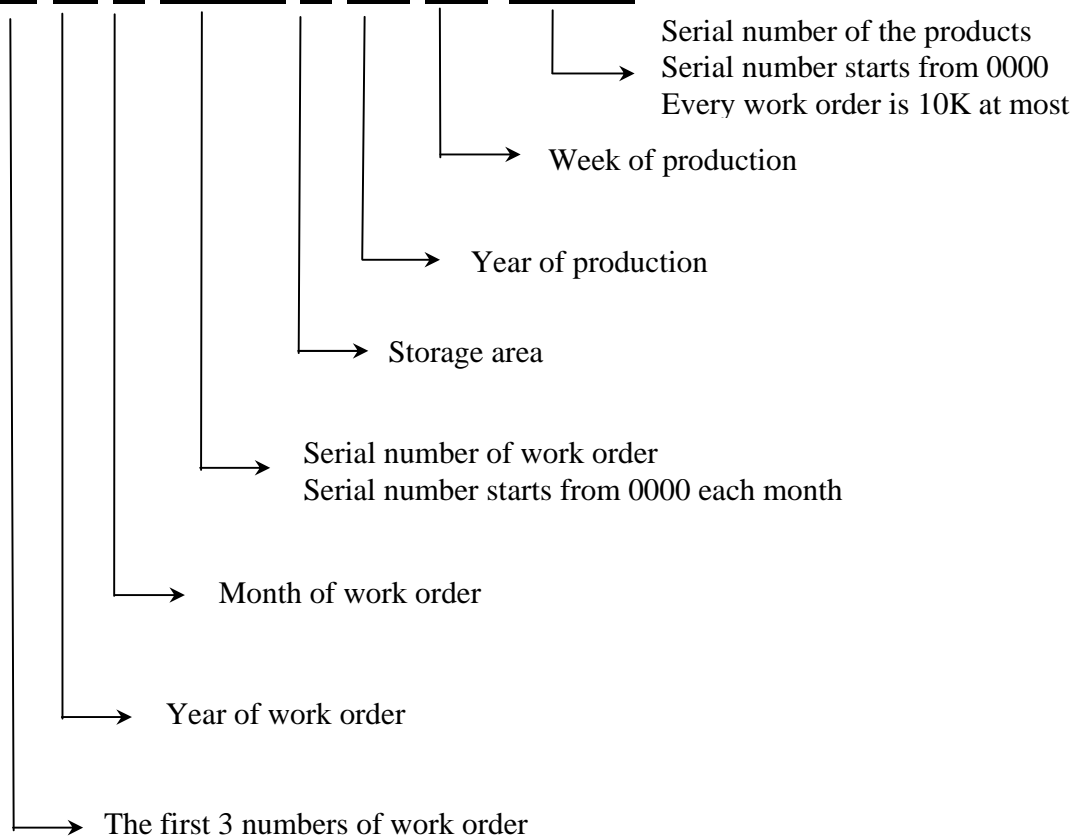 Serial number of the products
Serial number starts from 0000
Every work order is 10K at most
Week of production
Year of production
Storage area
Serial number of work order
Serial number starts from 0000 each month
Month of work order
Year of work order
The first 3 numbers of work order